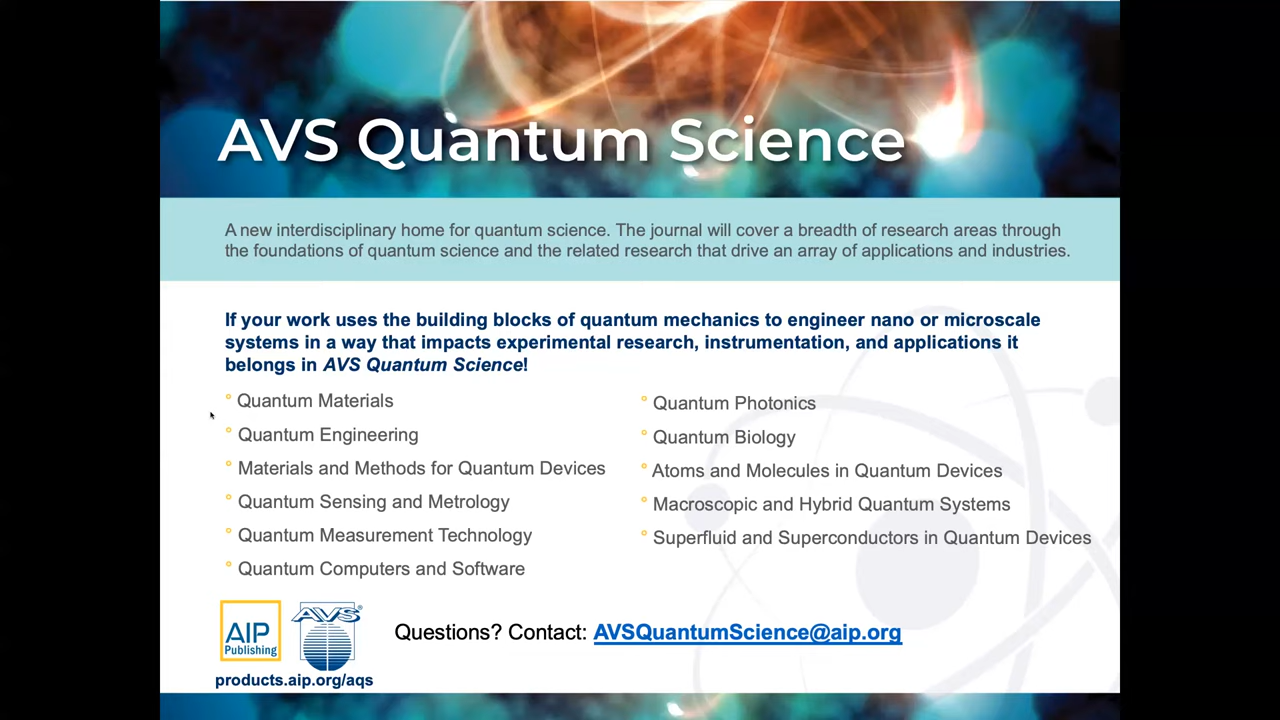 AVS Quantum Science
A new interdisciplinary home for quantum science. The journal will cover a breadth of research areas through
the foundations of quantum science and the related research that drive an array of applications and industries.
If your work uses the building blocks of quantum mechanics to engineer nano or microscale
systems in a way that impacts experimental research, instrumentation, and applications it
belongs in AVS Quantum Science!
° Quantum Materials
° Quantum Engineering
° Materials and Methods for Quantum Devices
° Quantum Sensing and Metrology
° Quantum Measurement Technology
° Quantum Computers and Software
° Quantum Photonics
° Quantum Biology
° Atoms and Molecules in Quantum Devices
° Macroscopic and Hybrid Quantum Systems
° Superfluid and Superconductors in Quantum Devices
AIP
Publishing
AVS®
Questions? Contact: AVSQuantumScience@aip.org
products.aip.org/aqs